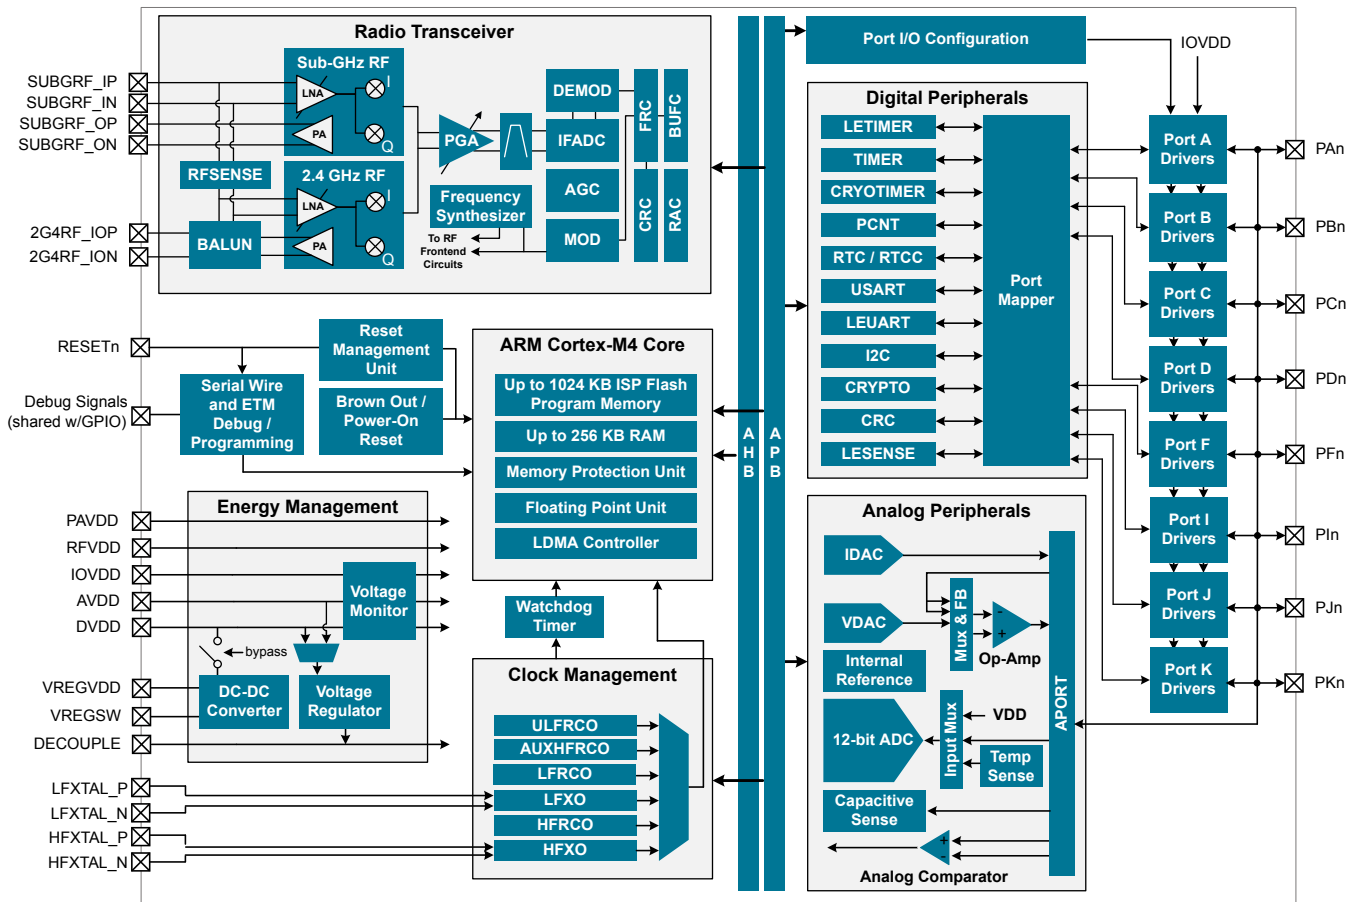 Radio Transceiver
SUBGRF_IP
SUBGRF_IN
SUBGRF_OP
SUBGRF_ON
2G4RF_IOP
2G4RF_ION
Sub-GHz RF
LNA
I
PA
Q
RFSENSE
2.4 GHz RF
LNA
I
PA
Q
BALUN
PGA
Frequency
Synthesizer
To RF
Frontend
Circuits
DEMOD
IFADC
AGC
MOD
FRC
BUFC
CRC
RAC
RESETn
Debug Signals
(shared w/GPIO)
Reset
Management
Unit
Serial Wire
and ETM
Debug /
Programming
Brown Out /
Power-On
Reset
ARM Cortex-M4 Core
Up to 1024 KB ISP Flash
Program Memory
Up to 256 KB RAM
Memory Protection Unit
Floating Point Unit
LDMA Controller
Watchdog
Timer
Energy Management
PAVDD
RFVDD
IOVDD
AVDD
DVDD
VREGVDD
VREGSW
DECOUPLE
Voltage
Monitor
bypass
DC-DC
Converter
Voltage
Regulator
Clock Management
ULFRCO
AUXHFRCO
LFRCO
LFXO
HFRCO
HFXO
LFXTAL_P
LFXTAL_N
HFXTAL_P
HFXTAL_N
A
H
B
A
P
B
Port I/O Configuration
IOVDD
Digital Peripherals
LETIMER
TIMER
CRYOTIMER
PCNT
RTC / RTCC
USART
LEUART
I2C
CRYPTO
CRC
LESENSE
Port
Mapper
Port A
Drivers
Port B
Drivers
Port C
Drivers
Port D
Drivers
Port F
Drivers
Port I
Drivers
Port J
Drivers
Port K
Drivers
PAn
PBn
PCn
PDn
PFn
PIn
PJn
PKn
Analog Peripherals
IDAC
VDAC
Mux & FB
-
+
Op-Amp
Internal
Reference
12-bit ADC
Input Mux
VDD
Temp
Sense
Capacitive
Sense
+
-
Analog Comparator
APORT